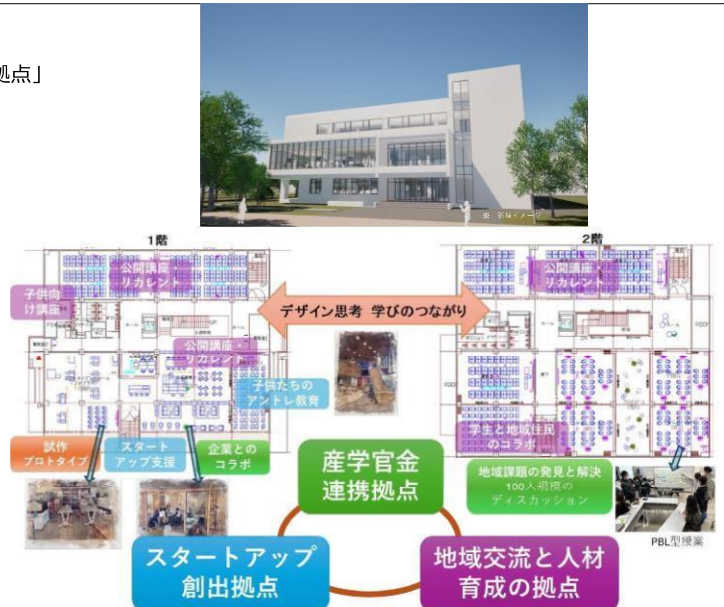 拠点」
※ 彩色イメージ
1階
2階
公開講座・
リカレント
公開講座・
リカレント
子供向
け講座
デザイン思考 学びのつながり
公開講座・
リカレント
子供たちの
アントレ教育
学生と地域住民
のコラボ
試作
プロトタイプ
スタート
アップ支援
企業との
コラボ
産学官金
連携拠点
地域課題の発見と解決
100人規模の
ディスカッション
PBL型授業
スタートアップ
創出拠点
地域交流と人材
育成の拠点